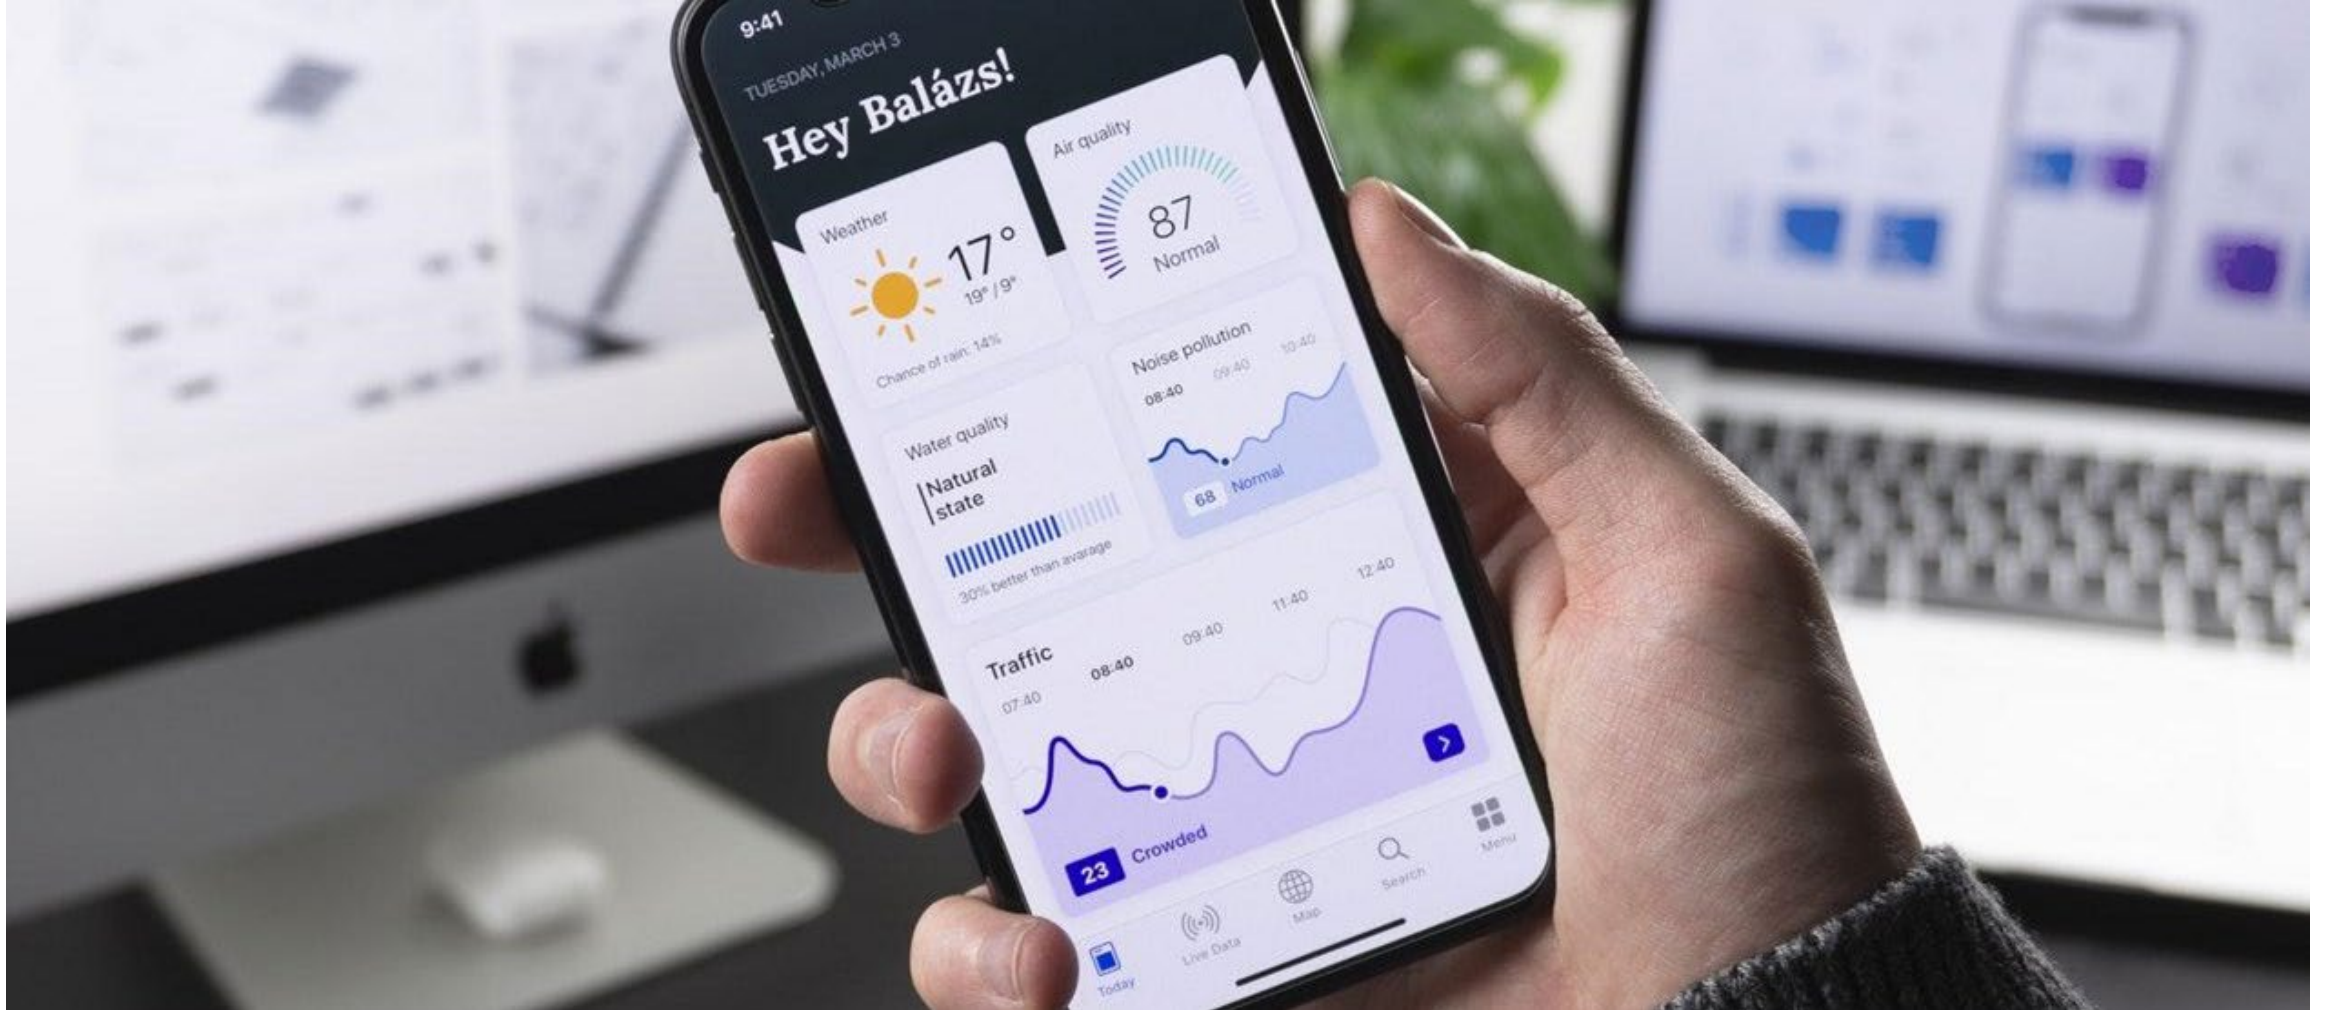 9:41
TUESDAY, MARCH 3
Hey Balázs!
Weather
17°
19° / 9°
Chance of rain: 14%
Air quality
87
Normal
Water quality
Natural
state
30% better than avarage
Noise pollution
08:40 09:40 10:40
68 Normal
Traffic
07:40 08:40 09:40 11:40 12:40
23 Crowded
Today Live Data Map Search Menu